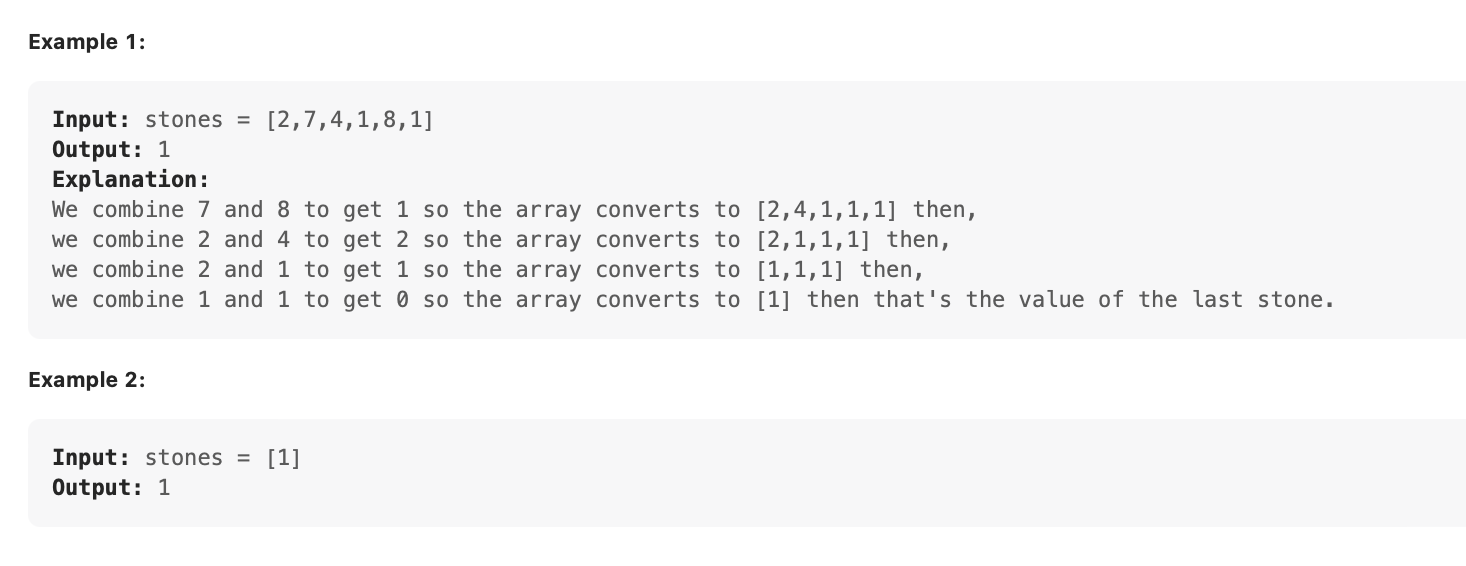 Example 1:
Input: stones = [2,7,4,1,8,1]
Output: 1
Explanation:
We combine 7 and 8 to get 1 so the array converts to [2,4,1,1,1] then,
we combine 2 and 4 to get 2 so the array converts to [2,1,1,1] then,
we combine 2 and 1 to get 1 so the array converts to [1,1,1] then,
we combine 1 and 1 to get 0 so the array converts to [1] then that's the value of the last stone.
Example 2:
Input: stones = [1]
Output: 1